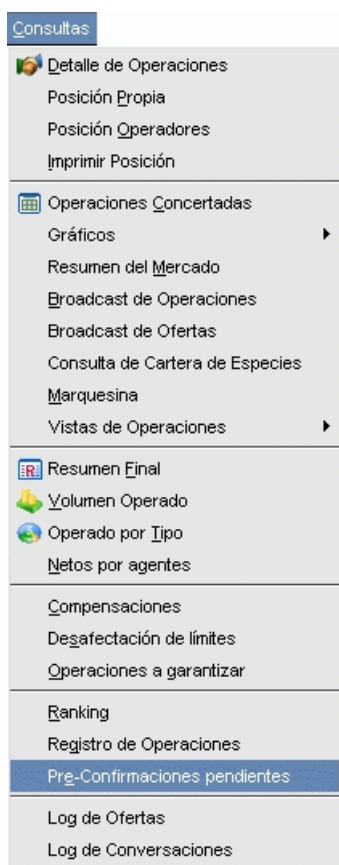 Consultas
Detalle de Operaciones
Posición Propia
Posición Operadores
Imprimir Posición
Operaciones Concertadas
Gráficos
Resumen del Mercado
Broadcast de Operaciones
Broadcast de Ofertas
Consulta de Cartera de Especies
Marquesina
Vistas de Operaciones
R Resumen Final
Volumen Operado
Operado por Tipo
Netos por agentes
Compensaciones
Desafectación de límites
Operaciones a garantizar
Ranking
Registro de Operaciones
Pre-Confirmaciones pendientes
Log de Ofertas
Log de Conversaciones